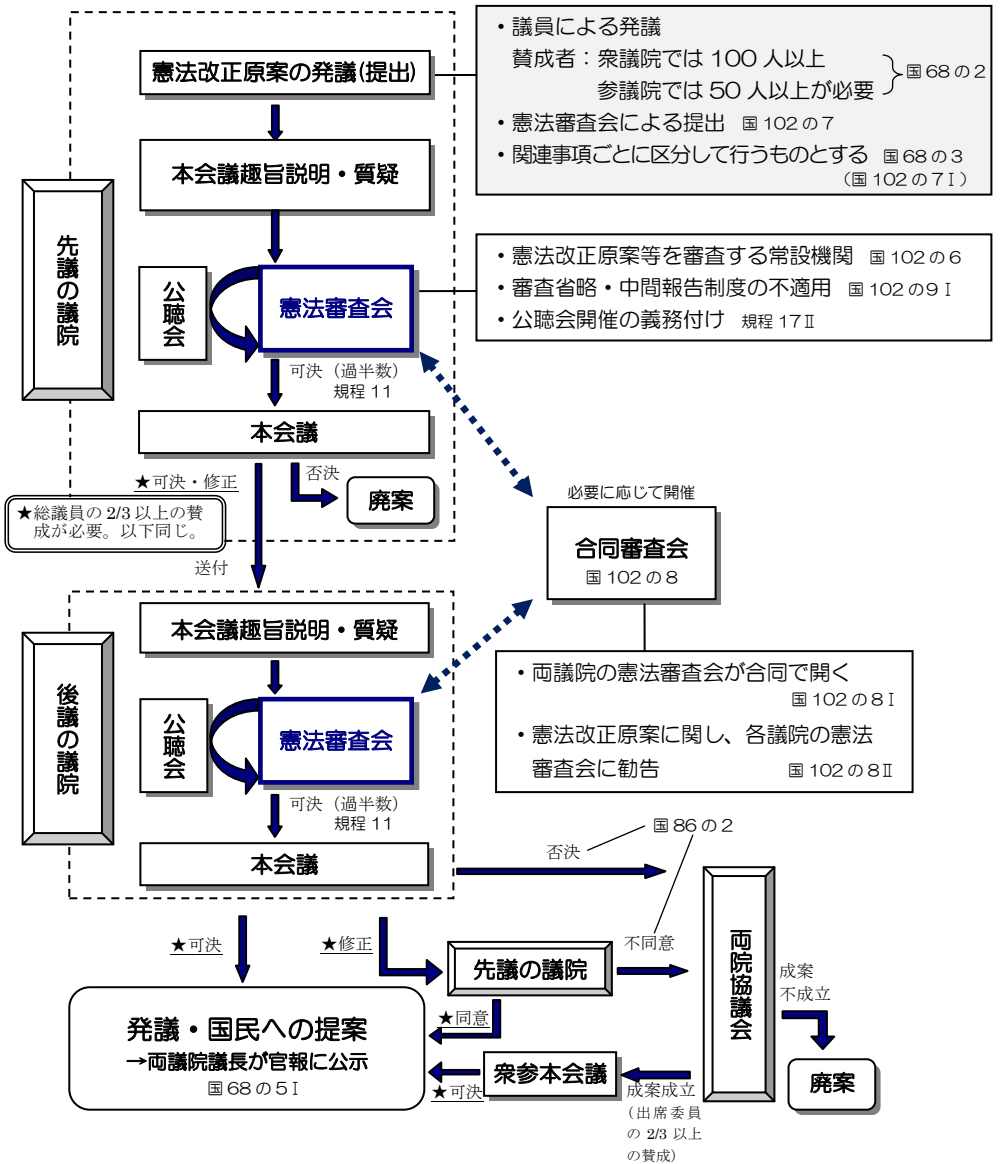 憲法改正原案の発議(提出)
・議員による発議
賛成者：衆議院では 100 人以上
参議院では 50 人以上が必要
国 68 の 2
・憲法審査会による提出 国 102 の 7
・関連事項ごとに区分して行うものとする 国 68 の 3
（国 102 の 7Ⅰ）
先議の議院
本会議趣旨説明・質疑
公聴会
憲法審査会
・憲法改正原案等を審査する常設機関 国 102 の 6
・審査省略・中間報告制度の不適用 国 102 の 9Ⅰ
・公聴会開催の義務付け 規程 17Ⅱ
可決（過半数）
規程 11
本会議
★可決・修正
否決
廃案
★総議員の 2/3 以上の賛
成が必要。以下同じ。
送付
必要に応じて開催
合同審査会
国 102 の 8
・両議院の憲法審査会が合同で開く
国 102 の 8Ⅰ
・憲法改正原案に関し、各議院の憲法
審査会に勧告 国 102 の 8Ⅱ
後議の議院
本会議趣旨説明・質疑
公聴会
憲法審査会
可決（過半数）
規程 11
本会議
否決
国 86 の 2
★可決
★修正
先議の議院
不同意
両院協議会
成案
不成立
廃案
★同意
発議・国民への提案
→両議院議長が官報に公示
国 68 の 5Ⅰ
★可決
衆参本会議
成案成立
（出席委員
の 2/3 以上
の賛成）